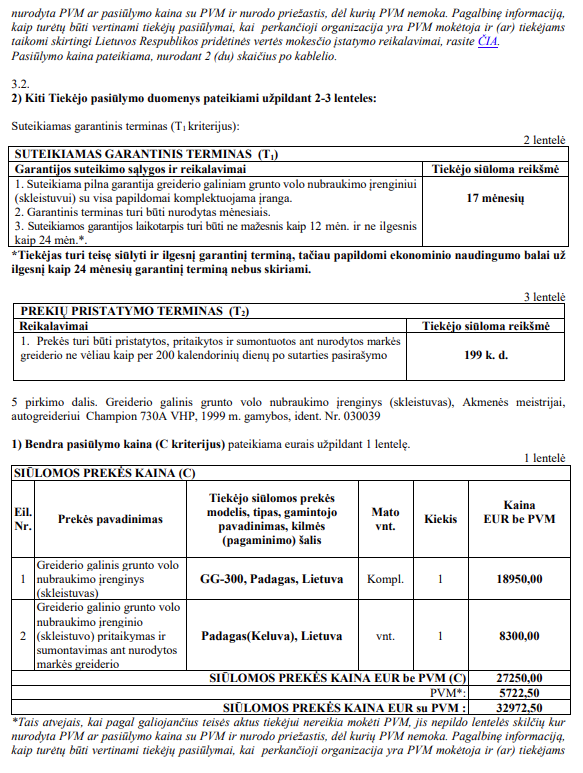 nurodyta PVM ar pasiūlymo kaina su PVM ir nurodo priežastis, dėl kurių PVM nemoka. Pagalbinę informaciją,
kaip turėtų būti vertinami tiekėjų pasiūlymai, kai  perkančioji organizacija yra PVM mokėtoja ir (ar) tiekėjams
taikomi skirtingi Lietuvos Respublikos pridėtinės vertės mokesčio įstatymo reikalavimai, rasite ČIA.
Pasiūlymo kaina pateikiama, nurodant 2 (du) skaičius po kablelio.
3.2.
2) Kiti Tiekėjo pasiūlymo duomenys pateikiami užpildant 2-3 lenteles:
Suteikiamas garantinis terminas (T1 kriterijus):
2 lentelė
SUTEIKIAMAS GARANTINIS TERMINAS (T1)
Garantijos suteikimo sąlygos ir reikalavimai
Tiekėjo siūloma reikšmė
1. Suteikiama pilna garantija greiderio galiniam grunto volo nubraukimo įrenginiui
(skleistuvui) su visa papildomai komplektuojama įranga.
2. Garantinis terminas turi būti nurodytas mėnesiais.
3. Suteikiamos garantijos laikotarpis turi būti ne mažesnis kaip 12 mėn. ir ne ilgesnis
kaip 24 mėn.*.
17 mėnesių
*Tiekėjas turi teisę siūlyti ir ilgesnį garantinį terminą, tačiau papildomi ekonominio naudingumo balai už
ilgesnį kaip 24 mėnesių garantinį terminą nebus skiriami.
3 lentelė
PREKIŲ PRISTATYMO TERMINAS (T2)
Reikalavimai
Tiekėjo siūloma reikšmė
1. Prekės turi būti pristatytos, pritaikytos ir sumontuotos ant nurodytos markės
greiderio ne vėliau kaip per 200 kalendorinių dienų po sutarties pasirašymo
199 k. d.
5 pirkimo dalis. Greiderio galinis grunto volo nubraukimo įrenginys (skleistuvas), Akmenės meistrijai,
autogreideriui Champion 730A VHP, 1999 m. gamybos, ident. Nr. 030039
1) Bendra pasiūlymo kaina (C kriterijus) pateikiama eurais užpildant 1 lentelę.
1 lentelė
SIŪLOMOS PREKĖS KAINA (C)
Eil.
Nr.
Prekės pavadinimas
Tiekėjo siūlomos prekės
modelis, tipas, gamintojo
pavadinimas, kilmės
(pagaminimo) šalis
Mato
vnt.
Kiekis
Kaina
EUR be PVM
1
Greiderio galinis grunto volo
nubraukimo įrenginys
(skleistuvas)
GG-300, Padagas, Lietuva
Kompl.
1
18950,00
2
Greiderio galinio grunto volo
nubraukimo įrenginio
(skleistuvo) pritaikymas ir
sumontavimas ant nurodytos
markės greiderio
Padagas(Keluva), Lietuva
vnt.
1
8300,00
SIŪLOMOS PREKĖS KAINA EUR be PVM (C)
27250,00
PVM*:
5722,50
SIŪLOMOS PREKĖS KAINA EUR su PVM :
32972,50
*Tais atvejais, kai pagal galiojančius teisės aktus tiekėjui nereikia mokėti PVM, jis nepildo lentelės skilčių kur
nurodyta PVM ar pasiūlymo kaina su PVM ir nurodo priežastis, dėl kurių PVM nemoka. Pagalbinę informaciją,
kaip turėtų būti vertinami tiekėjų pasiūlymai, kai  perkančioji organizacija yra PVM mokėtoja ir (ar) tiekėjams